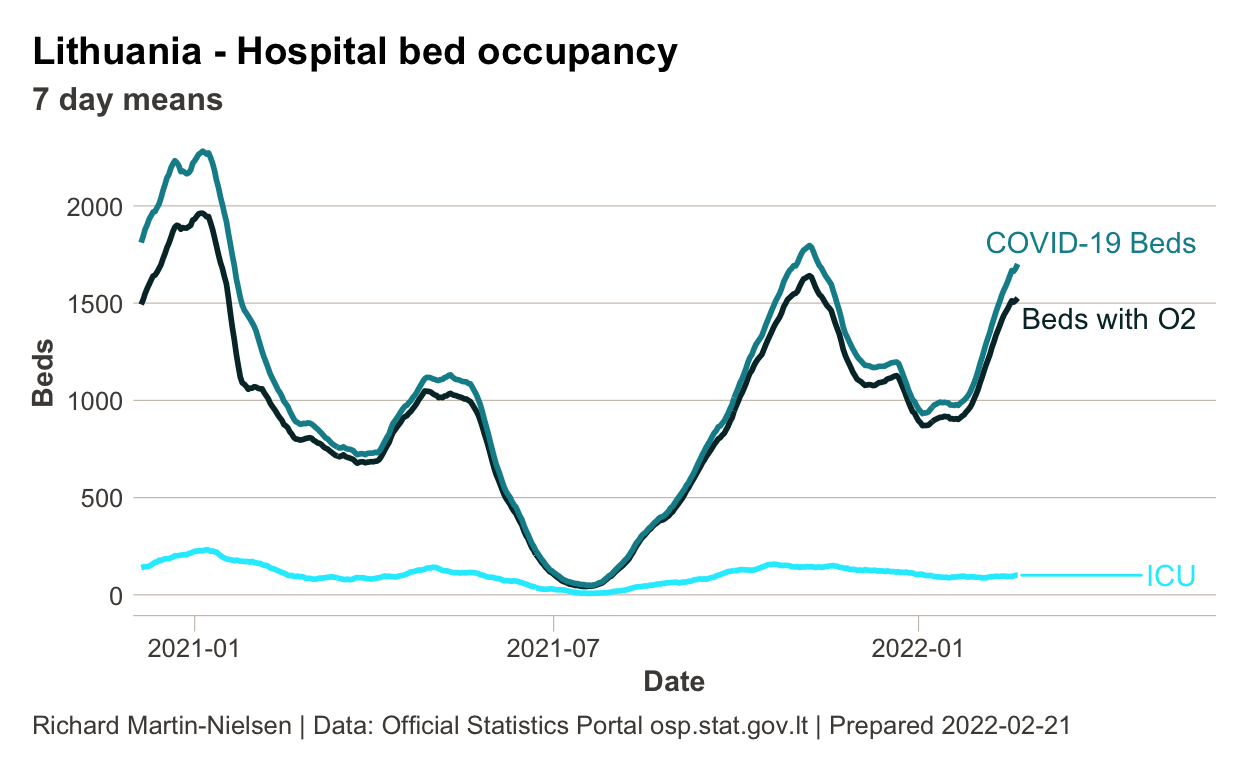 Lithuania - Hospital bed occupancy
7 day means
2000
1500
1000
500
0
Beds
COVID-19 Beds
Beds with O2
ICU
2021-01
2021-07
2022-01
Date
Richard Martin-Nielsen | Data: Official Statistics Portal osp.stat.gov.lt | Prepared 2022-02-21